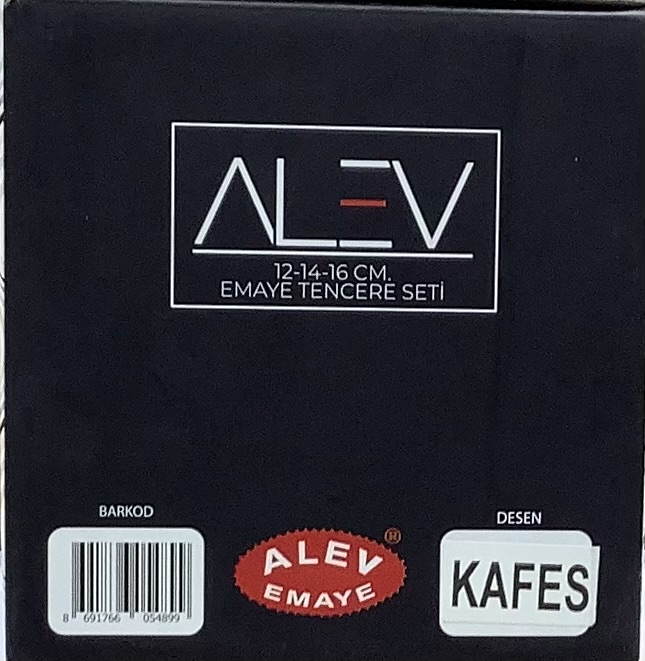 ALEV
12-14-16 CM.
EMAYE TENCERE SETİ
BARKOD
8 691766 054899
ALEV ®
EMAYE
DESEN
KAFES